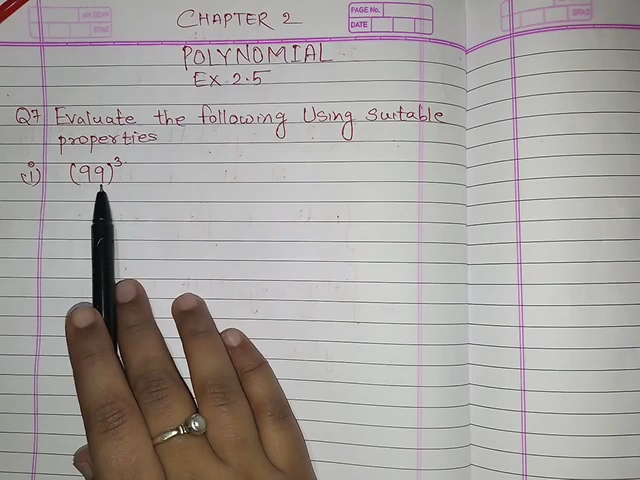 CHAPTER 2
PAGE No.
DATE
POLYNOMIAL
EX 2.5
Q7 Evaluate the following Using suitable
properties
(i) (99)³